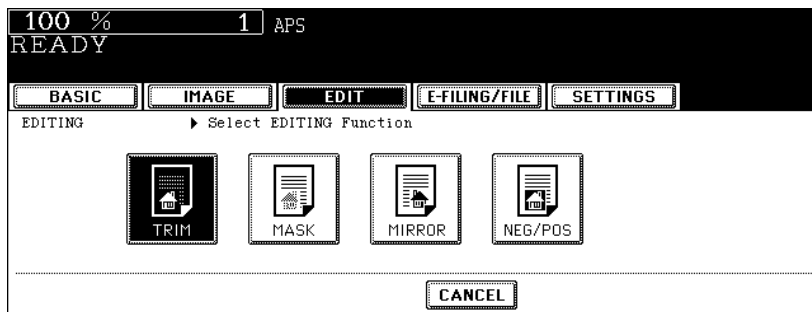 100 % 1 APS
READY
BASIC IMAGE EDIT E-FILING/FILE SETTINGS
EDITING Select EDITING Function
TRIM MASK MIRROR NEG/POS
CANCEL